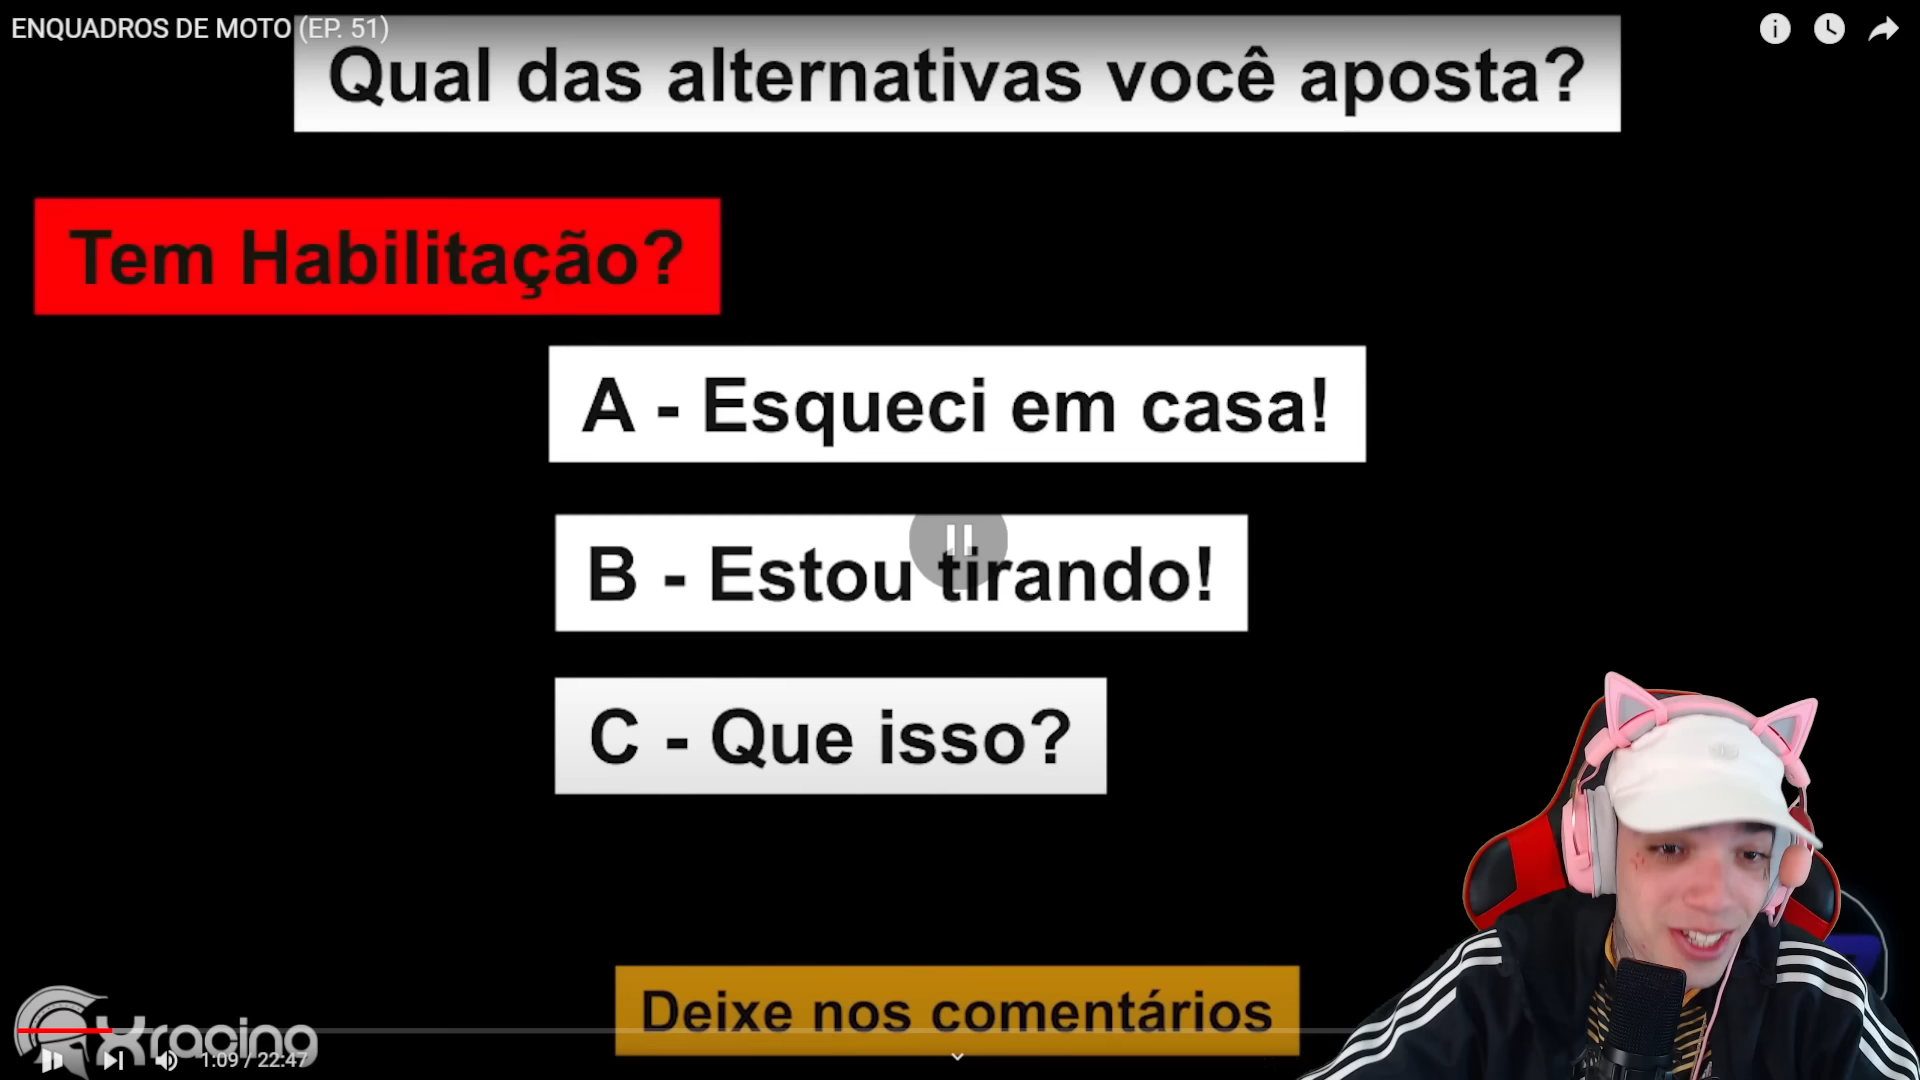 ENQUADROS DE MOTO (EP. 51)
Qual das alternativas você aposta?
Tem Habilitação?
A - Esqueci em casa!
B - Estou tirando!
C - Que isso?
Deixe nos comentários
Xracing
1:09 / 22:47